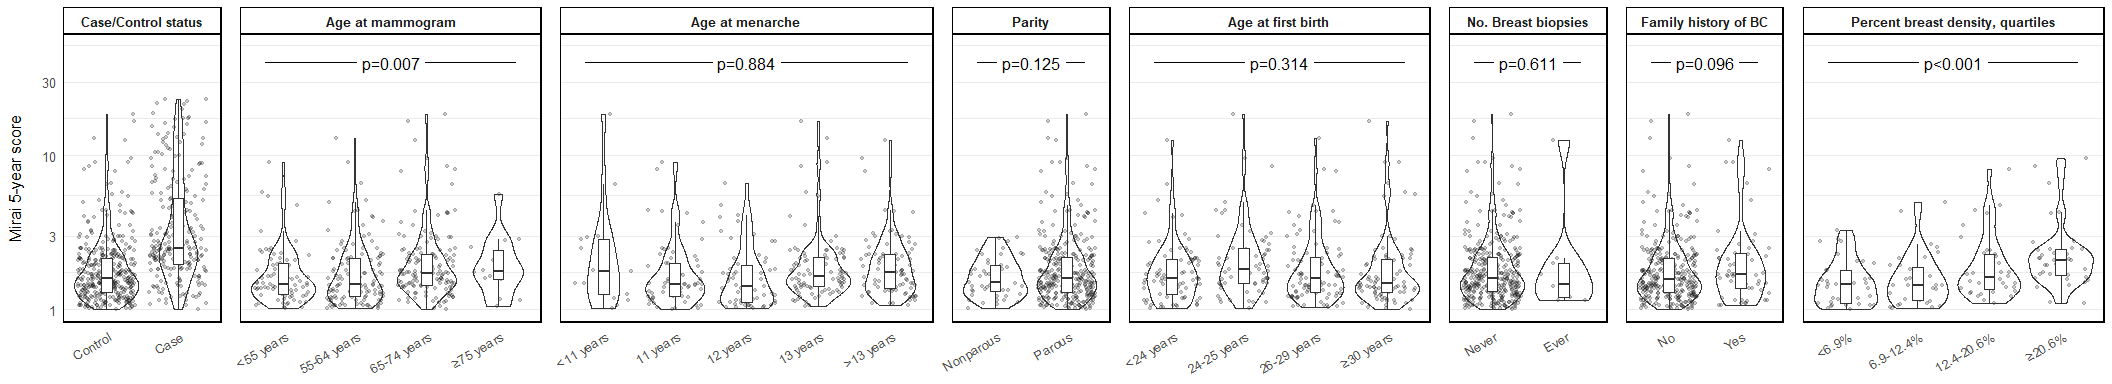 Case/Control status
Age at mammogram
Age at menarche
Parity
Age at first birth
No. Breast biopsies
Family history of BC
Percent breast density, quartiles
p=0.007
p=0.884
p=0.125
p=0.314
p=0.611
p=0.096
p<0.001
Mirai 5-year score
30
10
3
1
Control
Case
<55 years
55-64 years
65-74 years
≥75 years
<11 years
11 years
12 years
13 years
>13 years
Nonparous
Parous
<24 years
24-25 years
26-29 years
≥30 years
Never
Ever
No
Yes
<6.9%
6.9-12.4%
12.4-20.6%
≥20.6%